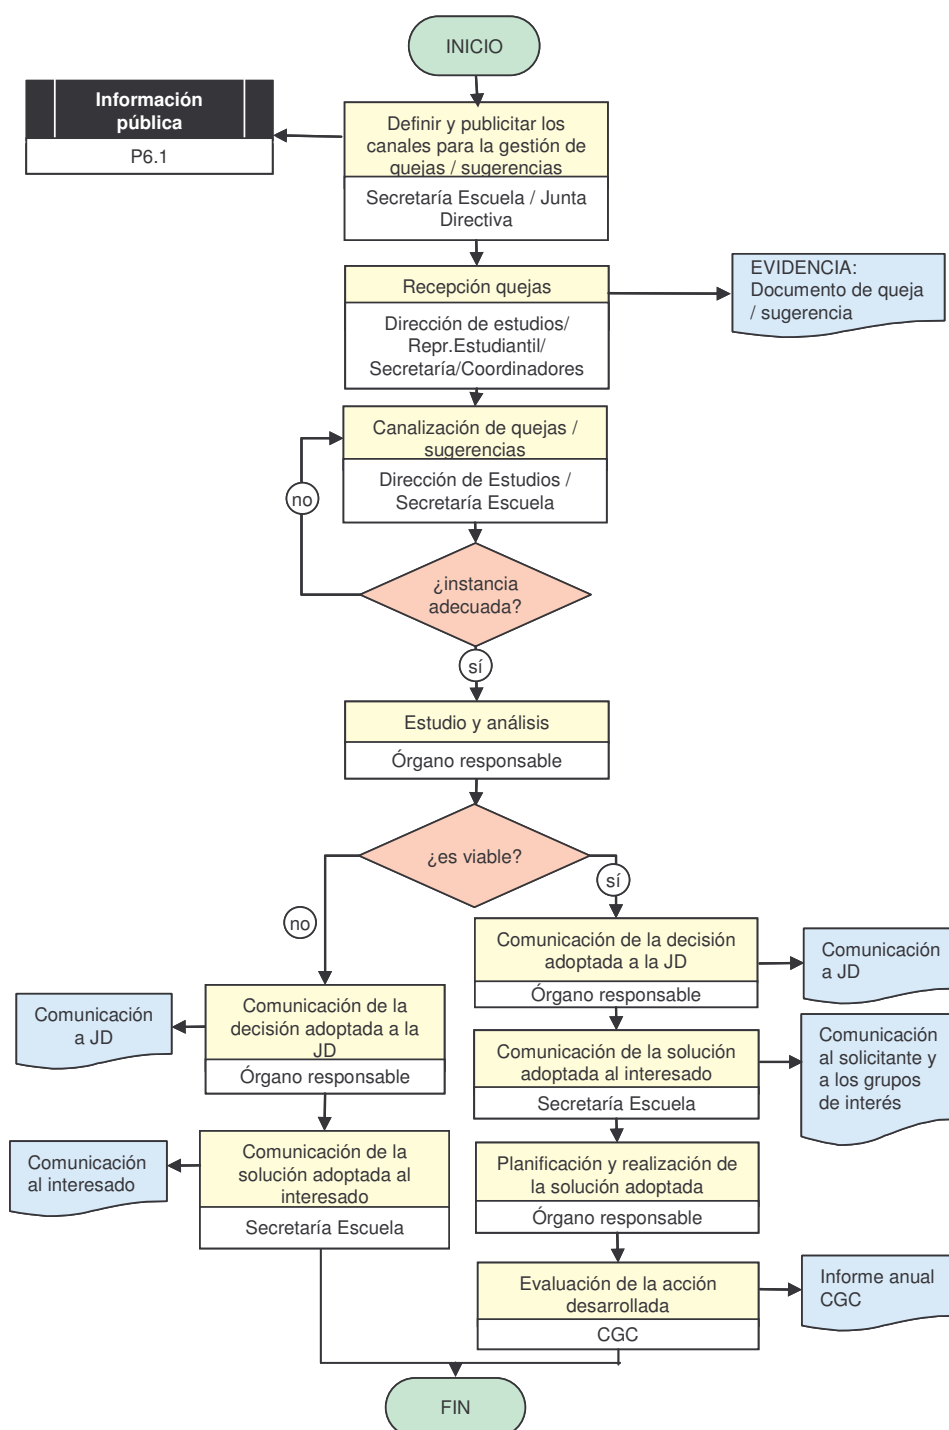 INICIO
Información
pública
P6.1
Definir y publicitar los
canales para la gestión de
quejas / sugerencias
Secretaría Escuela / Junta
Directiva
Recepción quejas
Dirección de estudios/
Repr.Estudiantil/
Secretaría/Coordinadores
EVIDENCIA:
Documento de queja
/ sugerencia
Canalización de quejas /
sugerencias
Dirección de Estudios /
Secretaría Escuela
no
¿instancia
adecuada?
sí
Estudio y análisis
Órgano responsable
¿es viable?
no
sí
Comunicación de la decisión
adoptada a la JD
Órgano responsable
Comunicación
a JD
Comunicación de la
decisión adoptada a la
JD
Órgano responsable
Comunicación
a JD
Comunicación de la solución
adoptada al interesado
Secretaría Escuela
Comunicación
al solicitante y
a los grupos
de interés
Comunicación de la
solución adoptada al
interesado
Secretaría Escuela
Comunicación
al interesado
Planificación y realización de
la solución adoptada
Órgano responsable
Evaluación de la acción
desarrollada
CGC
Informe anual
CGC
FIN